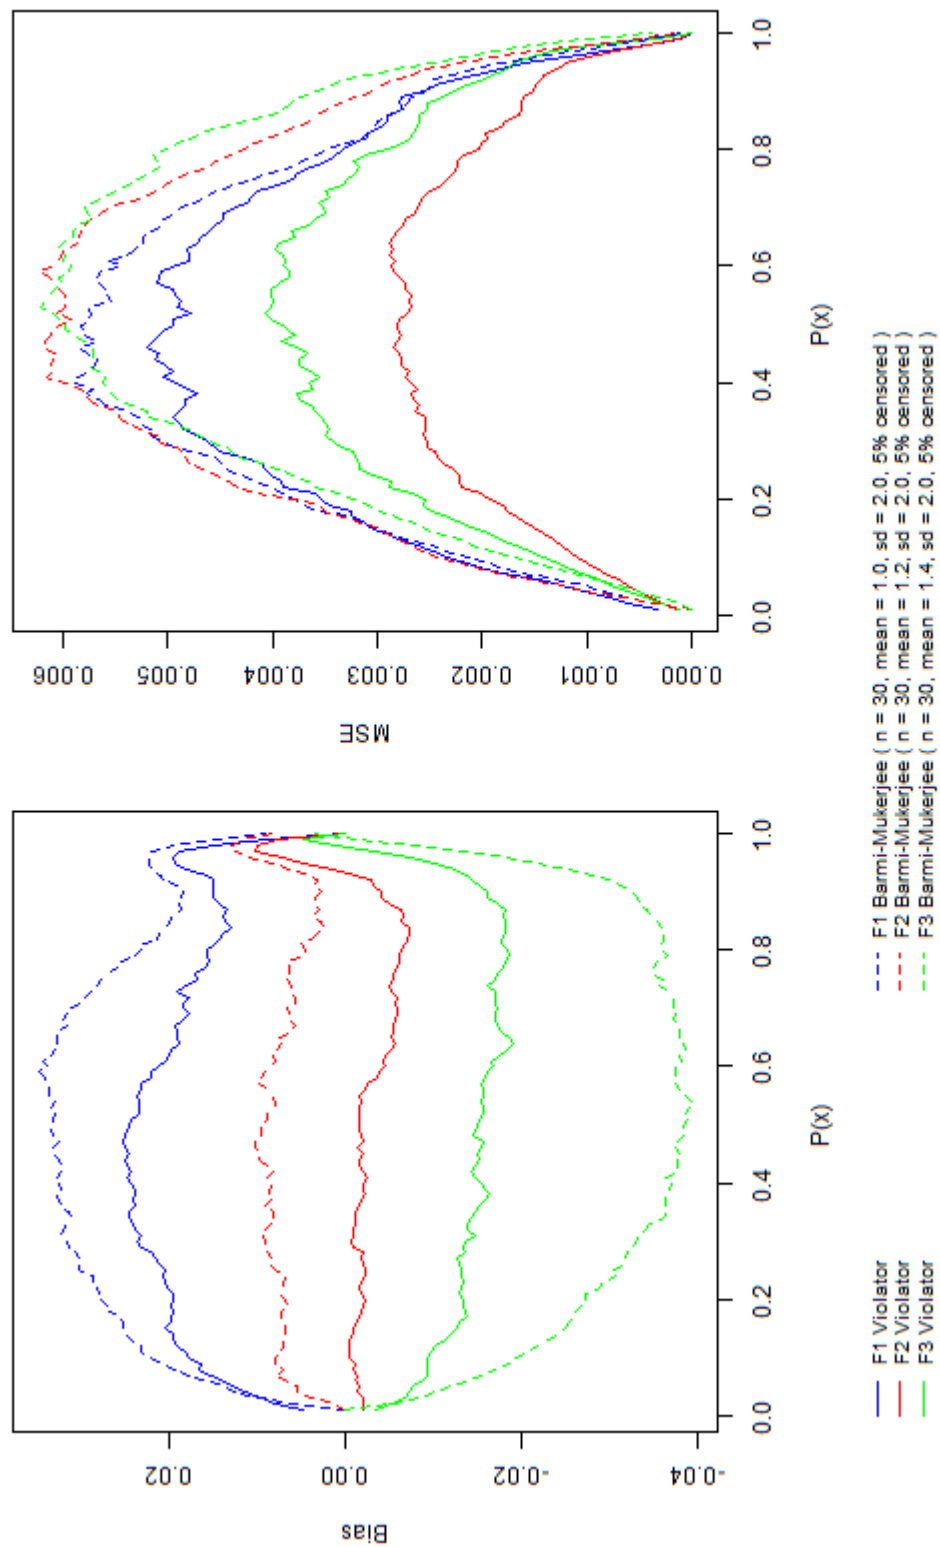 Bias
0.02
0.00
-0.02
-0.04
0.0
0.2
0.4
0.6
0.8
1.0
P(x)
MSE
0.006
0.005
0.004
0.003
0.002
0.001
0.000
0.0
0.2
0.4
0.6
0.8
1.0
P(x)
F1 Violator
F2 Violator
F3 Violator
F1 Barmi-Mukerjee ( n = 30, mean = 1.0, sd = 2.0, 5% censored )
F2 Barmi-Mukerjee ( n = 30, mean = 1.2, sd = 2.0, 5% censored )
F3 Barmi-Mukerjee ( n = 30, mean = 1.4, sd = 2.0, 5% censored )